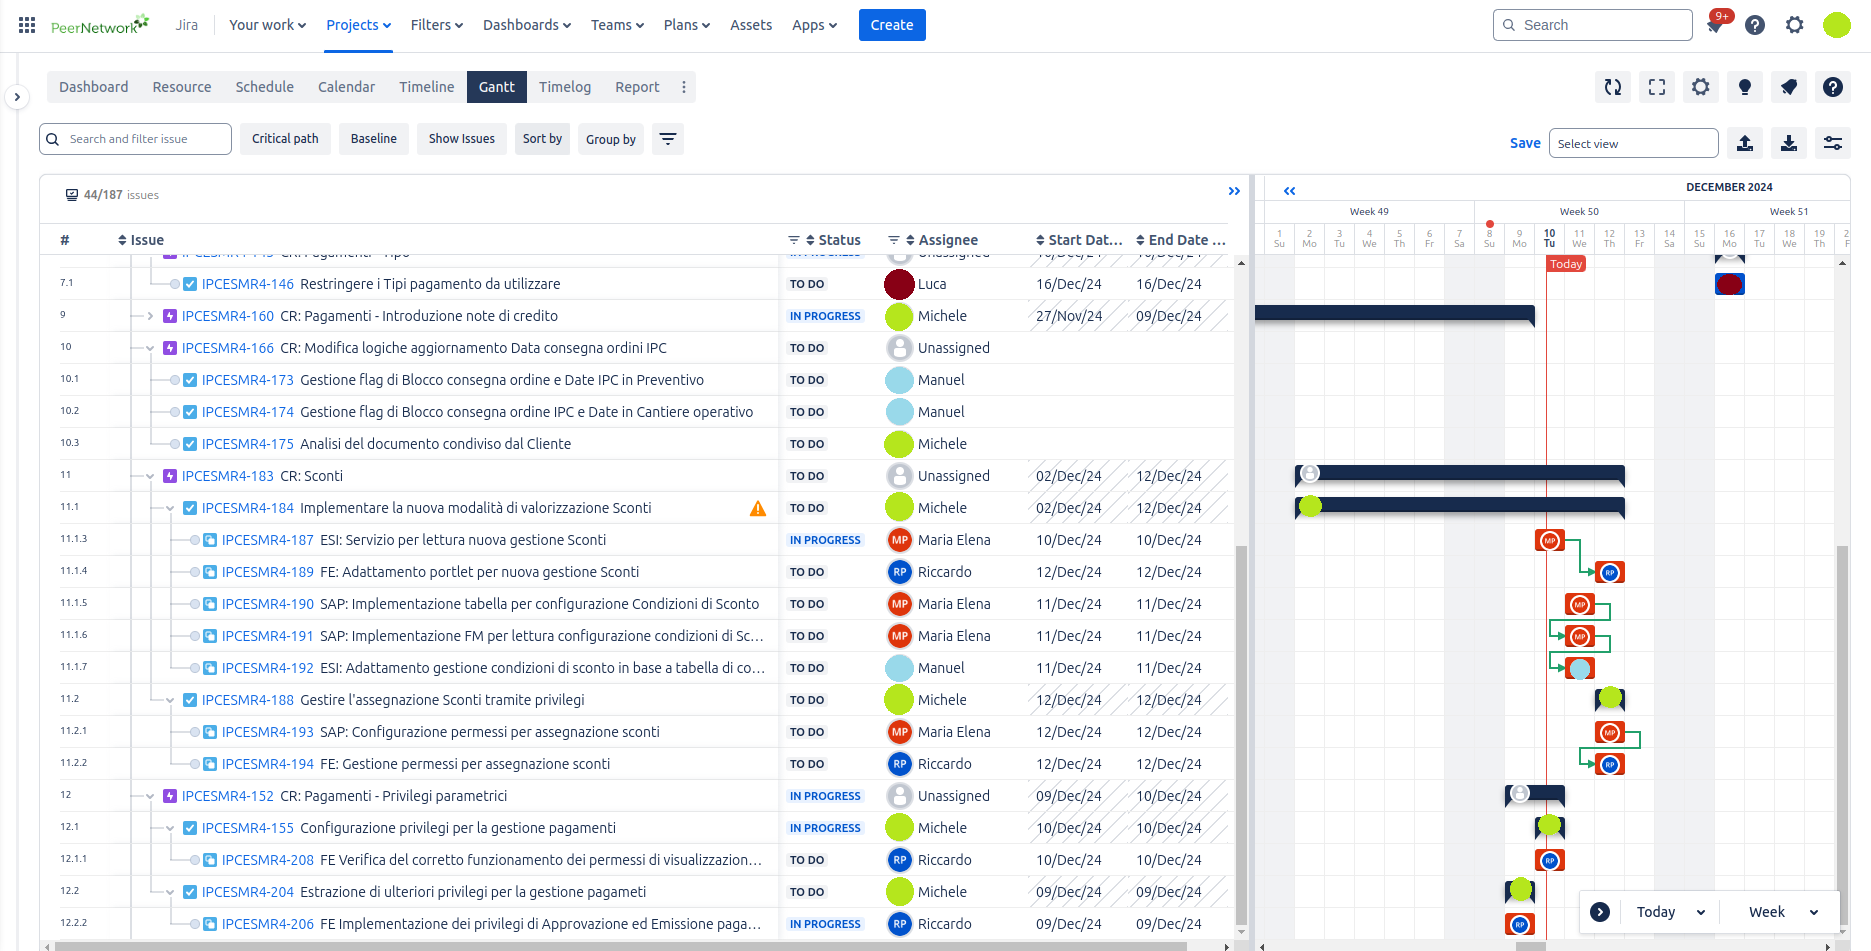 PeerNetwork Jira Your work Projects Filters Dashboards Teams Plans Assets Apps Create Search 9+
Dashboard Resource Schedule Calendar Timeline Gantt Timelog Report
Search and filter issue Critical path Baseline Show Issues Sort by Group by Save Select view
44/187 issues DECEMBER 2024
Week 49 Week 50 Week 51
# Issue Status Assignee Start Dat... End Date ...
1 2 3 4 5 6 7 8 9 10 11 12 13 14 15 16 17 18 19 2
Su Mo Tu We Th Fr Sa Su Mo Tu We Th Fr Sa Su Mo Tu We Th F
Today
7.1 IPCESMR4-146 Restringere i Tipi pagamento da utilizzare TO DO Luca 16/Dec/24 16/Dec/24
9 IPCESMR4-160 CR: Pagamenti - Introduzione note di credito IN PROGRESS Michele 27/Nov/24 09/Dec/24
10 IPCESMR4-166 CR: Modifica logiche aggiornamento Data consegna ordini IPC TO DO Unassigned
10.1 IPCESMR4-173 Gestione flag di Blocco consegna ordine e Date IPC in Preventivo TO DO Manuel
10.2 IPCESMR4-174 Gestione flag di Blocco consegna ordine IPC e Date in Cantiere operativo TO DO Manuel
10.3 IPCESMR4-175 Analisi del documento condiviso dal Cliente TO DO Michele
11 IPCESMR4-183 CR: Sconti TO DO Unassigned 02/Dec/24 12/Dec/24
11.1 IPCESMR4-184 Implementare la nuova modalità di valorizzazione Sconti TO DO Michele 02/Dec/24 12/Dec/24
11.1.3 IPCESMR4-187 ESI: Servizio per lettura nuova gestione Sconti IN PROGRESS MP Maria Elena 10/Dec/24 10/Dec/24 MP
11.1.4 IPCESMR4-189 FE: Adattamento portlet per nuova gestione Sconti TO DO RP Riccardo 12/Dec/24 12/Dec/24 RP
11.1.5 IPCESMR4-190 SAP: Implementazione tabella per configurazione Condizioni di Sconto TO DO MP Maria Elena 11/Dec/24 11/Dec/24 MP
11.1.6 IPCESMR4-191 SAP: Implementazione FM per lettura configurazione condizioni di Sc... TO DO MP Maria Elena 11/Dec/24 11/Dec/24 MP
11.1.7 IPCESMR4-192 ESI: Adattamento gestione condizioni di sconto in base a tabella di co... TO DO Manuel 11/Dec/24 11/Dec/24
11.2 IPCESMR4-188 Gestire l'assegnazione Sconti tramite privilegi TO DO Michele 12/Dec/24 12/Dec/24
11.2.1 IPCESMR4-193 SAP: Configurazione permessi per assegnazione sconti TO DO MP Maria Elena 12/Dec/24 12/Dec/24 MP
11.2.2 IPCESMR4-194 FE: Gestione permessi per assegnazione sconti TO DO RP Riccardo 12/Dec/24 12/Dec/24 RP
12 IPCESMR4-152 CR: Pagamenti - Privilegi parametrici IN PROGRESS Unassigned 09/Dec/24 10/Dec/24
12.1 IPCESMR4-155 Configurazione privilegi per la gestione pagamenti IN PROGRESS Michele 10/Dec/24 10/Dec/24
12.1.1 IPCESMR4-208 FE Verifica del corretto funzionamento dei permessi di visualizzazion... TO DO RP Riccardo 10/Dec/24 10/Dec/24 RP
12.2 IPCESMR4-204 Estrazione di ulteriori privilegi per la gestione pagameti TO DO Michele 09/Dec/24 09/Dec/24
12.2.2 IPCESMR4-206 FE Implementazione dei privilegi di Approvazione ed Emissione paga... IN PROGRESS RP Riccardo 09/Dec/24 09/Dec/24 RP
Today Week